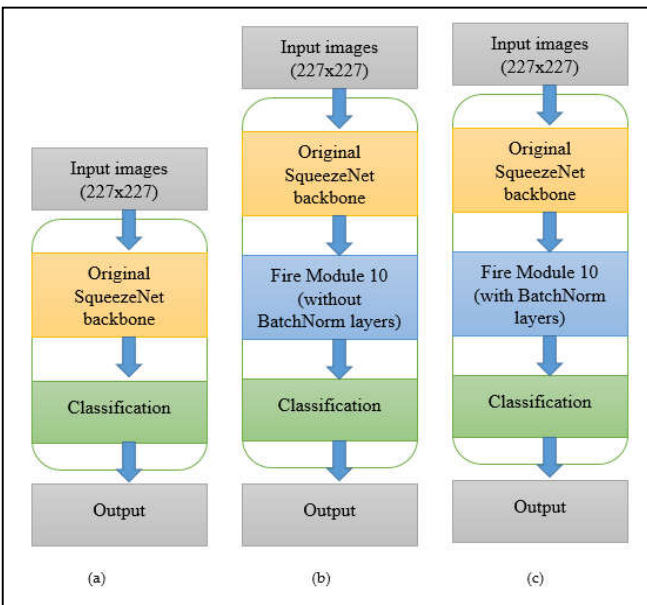 Input images
(227x227)
Original
SqueezeNet
backbone
Classification
Output
(a)
Input images
(227x227)
Original
SqueezeNet
backbone
Fire Module 10
(without
BatchNorm layers)
Classification
Output
(b)
Input images
(227x227)
Original
SqueezeNet
backbone
Fire Module 10
(with BatchNorm
layers)
Classification
Output
(c)